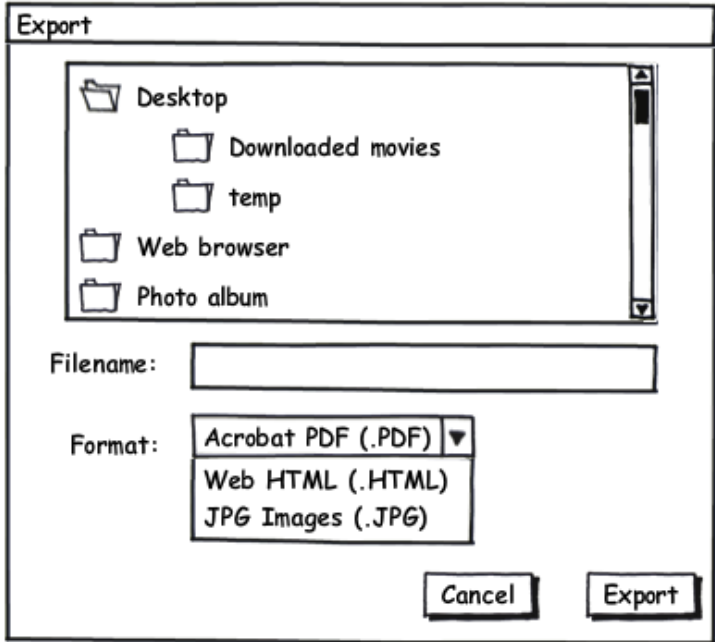 Export
Desktop
Downloaded movies
temp
Web browser
Photo album
Filename:
Format: Acrobat PDF (.PDF)
Web HTML (.HTML)
JPG Images (.JPG)
Cancel Export